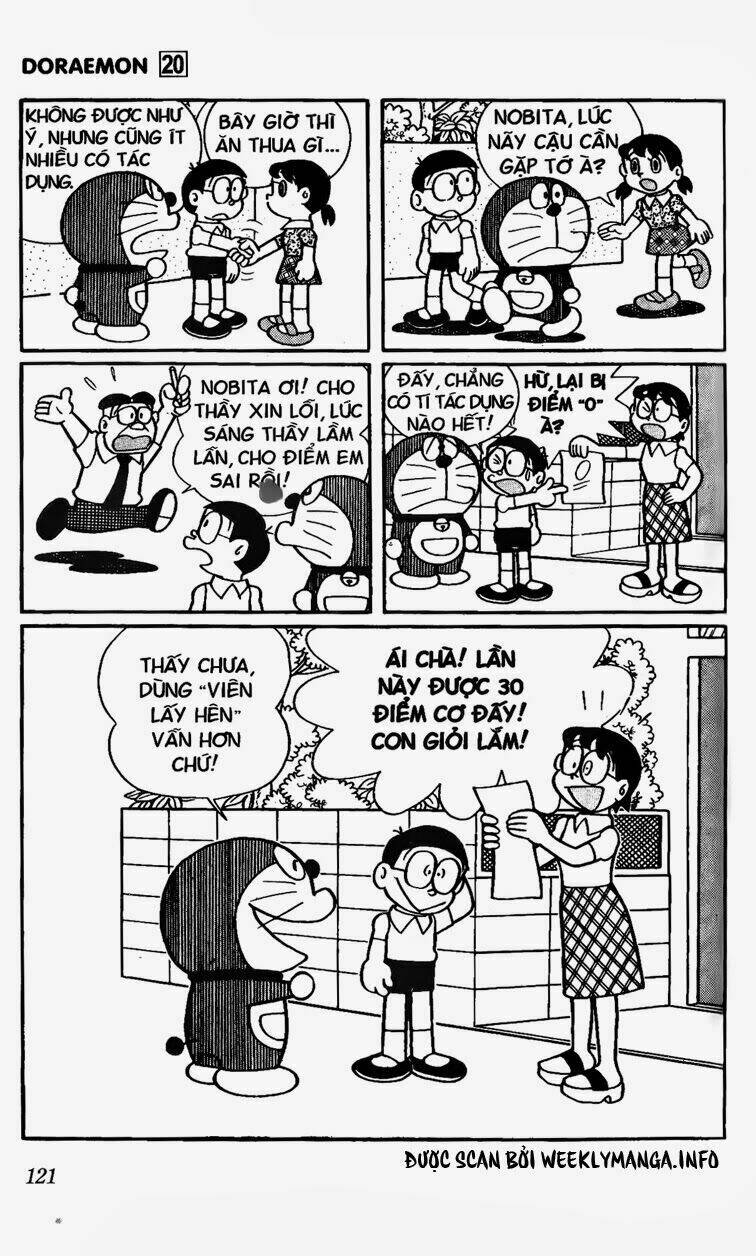 DORAEMON 20
KHÔNG ĐƯỢC NHƯ
Ý, NHƯNG CŨNG ÍT
NHIỀU CÓ TÁC
DỤNG.
BÂY GIỜ THÌ
ĂN THUA GÌ...
NOBITA, LÚC
NÃY CẬU CẦN
GẶP TỚ À?
NOBITA ƠI! CHO
THẦY XIN LỖI, LÚC
SÁNG THẦY LẦM
LẪN, CHO ĐIỂM EM
SAI RỒI!
ĐẤY, CHẲNG
CÓ TÍ TÁC DỤNG
NÀO HẾT!
HỪ, LẠI BỊ
ĐIỂM "0"
À?
THẤY CHƯA,
DÙNG "VIÊN
LẤY HÊN"
VẪN HƠN
CHỨ!
ÁI CHÀ! LẦN
NÀY ĐƯỢC 30
ĐIỂM CƠ ĐẤY!
CON GIỎI LẮM!
ĐƯỢC SCAN BỞI WEEKLYMANGA.INFO
121